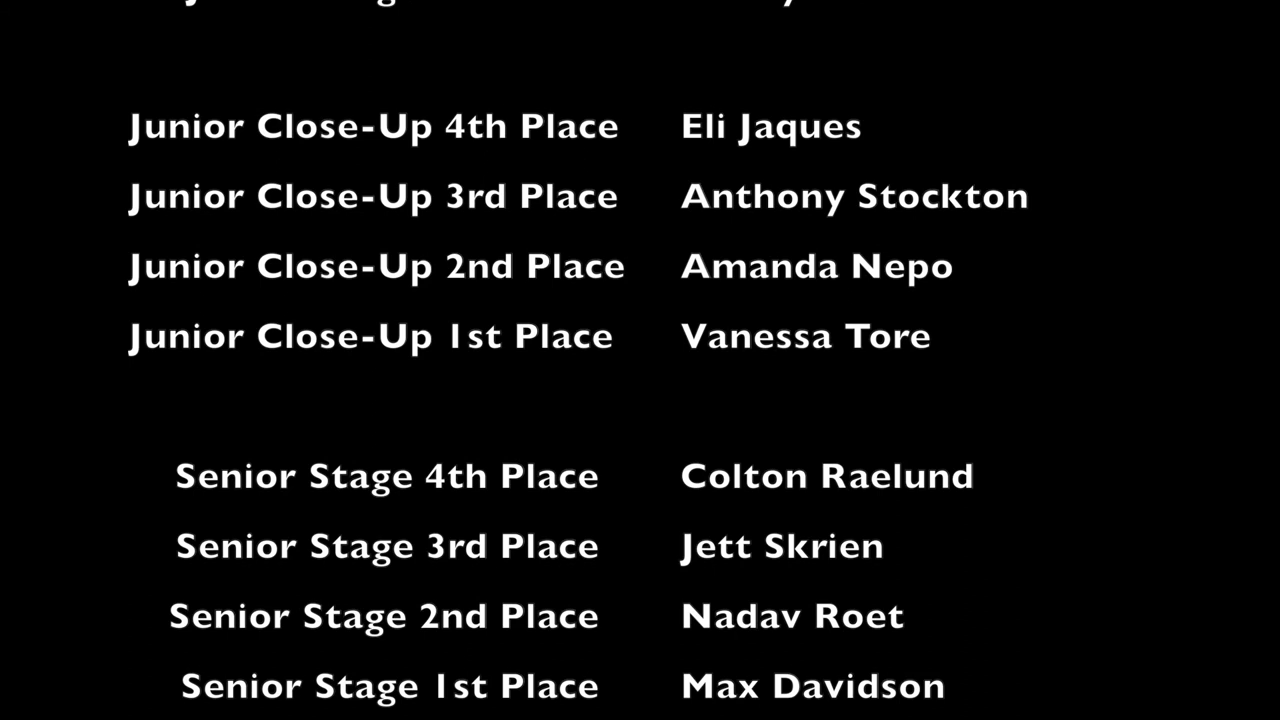 Junior Close-Up 4th Place Eli Jaques
Junior Close-Up 3rd Place Anthony Stockton
Junior Close-Up 2nd Place Amanda Nepo
Junior Close-Up 1st Place Vanessa Tore
Senior Stage 4th Place Colton Raelund
Senior Stage 3rd Place Jett Skrien
Senior Stage 2nd Place Nadav Roet
Senior Stage 1st Place Max Davidson